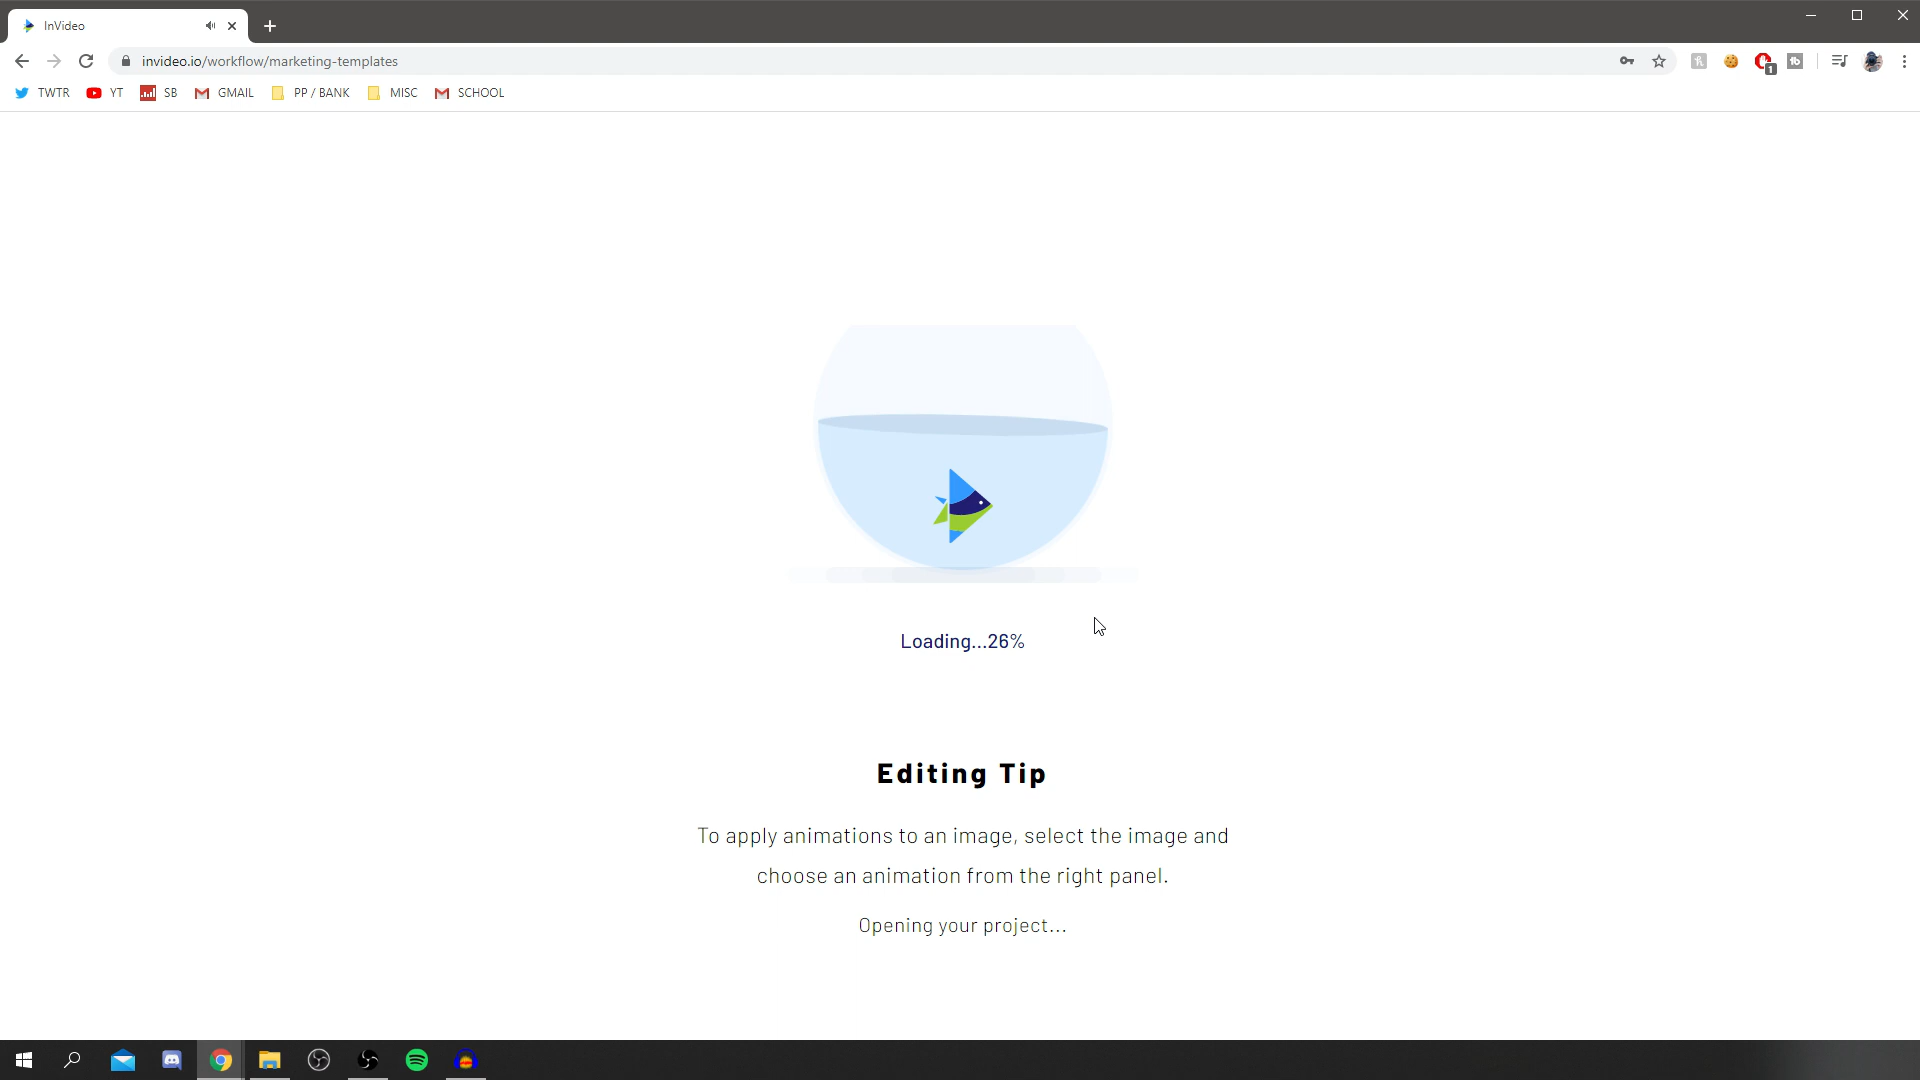 InVideo
invideo.io/workflow/marketing-templates
1
TWTR
YT
SB
GMAIL
PP / BANK
MISC
SCHOOL
Loading...26%
Editing Tip
To apply animations to an image, select the image and
choose an animation from the right panel.
Opening your project...